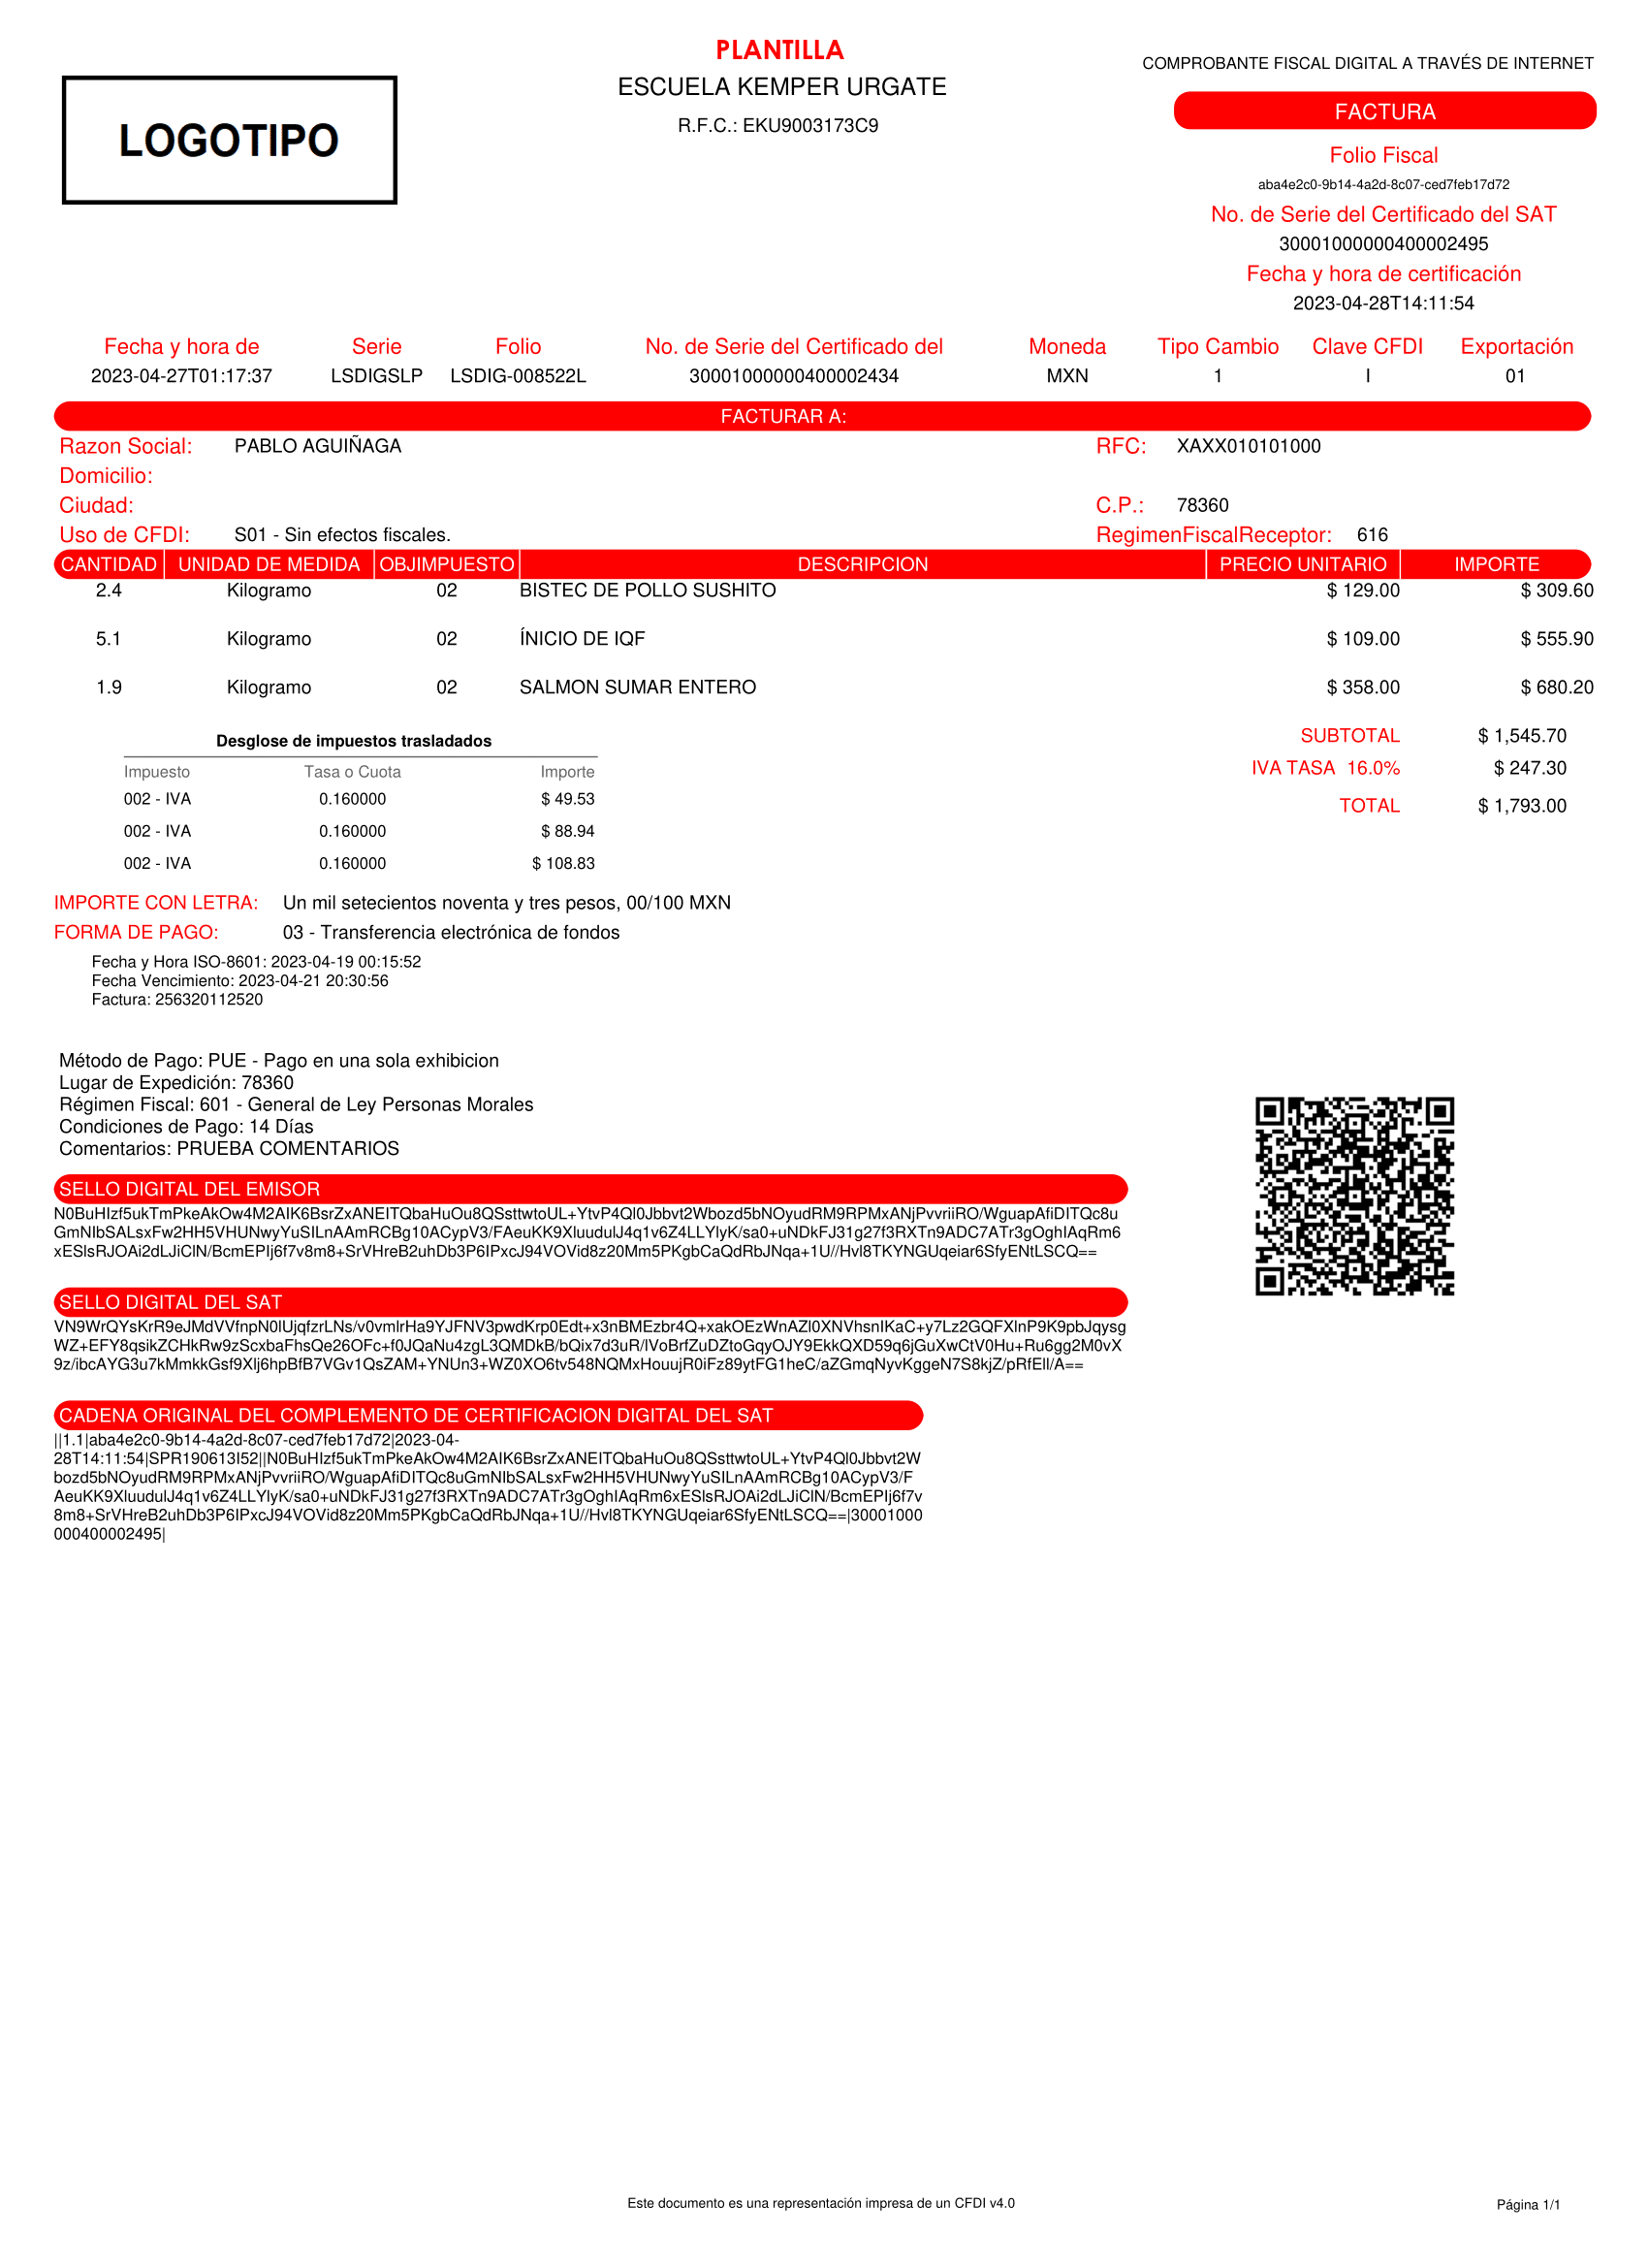 PLANTILLA
ESCUELA KEMPER URGATE
R.F.C.: EKU9003173C9
LOGOTIPO
COMPROBANTE FISCAL DIGITAL A TRAVÉS DE INTERNET
FACTURA
Folio Fiscal
aba4e2c0-9b14-4a2d-8c07-ced7feb17d72
No. de Serie del Certificado del SAT
30001000000400002495
Fecha y hora de certificación
2023-04-28T14:11:54
Fecha y hora de Serie Folio No. de Serie del Certificado del Moneda Tipo Cambio Clave CFDI Exportación
2023-04-27T01:17:37 LSDIGSLP LSDIG-008522L 30001000000400002434 MXN 1 I 01
FACTURAR A:
Razon Social: PABLO AGUIÑAGA RFC: XAXX010101000
Domicilio:
Ciudad: C.P.: 78360
Uso de CFDI: S01 - Sin efectos fiscales. RegimenFiscalReceptor: 616
CANTIDAD UNIDAD DE MEDIDA OBJIMPUESTO DESCRIPCION PRECIO UNITARIO IMPORTE
2.4 Kilogramo 02 BISTEC DE POLLO SUSHITO $ 129.00 $ 309.60
5.1 Kilogramo 02 ÍNICIO DE IQF $ 109.00 $ 555.90
1.9 Kilogramo 02 SALMON SUMAR ENTERO $ 358.00 $ 680.20
SUBTOTAL $ 1,545.70
IVA TASA 16.0% $ 247.30
TOTAL $ 1,793.00
Desglose de impuestos trasladados
Impuesto Tasa o Cuota Importe
002 - IVA 0.160000 $ 49.53
002 - IVA 0.160000 $ 88.94
002 - IVA 0.160000 $ 108.83
IMPORTE CON LETRA: Un mil setecientos noventa y tres pesos, 00/100 MXN
FORMA DE PAGO: 03 - Transferencia electrónica de fondos
Fecha y Hora ISO-8601: 2023-04-19 00:15:52
Fecha Vencimiento: 2023-04-21 20:30:56
Factura: 256320112520
Método de Pago: PUE - Pago en una sola exhibicion
Lugar de Expedición: 78360
Régimen Fiscal: 601 - General de Ley Personas Morales
Condiciones de Pago: 14 Días
Comentarios: PRUEBA COMENTARIOS
SELLO DIGITAL DEL EMISOR
N0BuHIzf5ukTmPkeAkOw4M2AIK6BsrZxANEITQbaHuOu8QSsttwtoUL+YtvP4Ql0Jbbvt2Wbozd5bNOyudRM9RPMxANjPvvriiRO/WguapAfiDITQc8u
GmNIbSALsxFw2HH5VHUNwyYuSILnAAmRCBg10ACypV3/FAeuKK9XluudulJ4q1v6Z4LLYlyK/sa0+uNDkFJ31g27f3RXTn9ADC7ATr3gOghIAqRm6
xESlsRJOAi2dLJiClN/BcmEPIj6f7v8m8+SrVHreB2uhDb3P6IPxcJ94VOVid8z20Mm5PKgbCaQdRbJNqa+1U//Hvl8TKYNGUqeiar6SfyENtLSCQ==
SELLO DIGITAL DEL SAT
VN9WrQYsKrR9eJMdVVfnpN0lUjqfzrLNs/v0vmlrHa9YJFNV3pwdKrp0Edt+x3nBMEzbr4Q+xakOEzWnAZl0XNVhsnIKaC+y7Lz2GQFXlnP9K9pbJqysg
WZ+EFY8qsikZCHkRw9zScxbaFhsQe26OFc+f0JQaNu4zgL3QMDkB/bQix7d3uR/lVoBrfZuDZtoGqyOJY9EkkQXD59q6jGuXwCtV0Hu+Ru6gg2M0vX
9z/ibcAYG3u7kMmkkGsf9Xlj6hpBfB7VGv1QsZAM+YNUn3+WZ0XO6tv548NQMxHouujR0iFz89ytFG1heC/aZGmqNyvKggeN7S8kjZ/pRfEll/A==
CADENA ORIGINAL DEL COMPLEMENTO DE CERTIFICACION DIGITAL DEL SAT
||1.1|aba4e2c0-9b14-4a2d-8c07-ced7feb17d72|2023-04-
28T14:11:54|SPR190613I52||N0BuHIzf5ukTmPkeAkOw4M2AIK6BsrZxANEITQbaHuOu8QSsttwtoUL+YtvP4Ql0Jbbvt2W
bozd5bNOyudRM9RPMxANjPvvriiRO/WguapAfiDITQc8uGmNIbSALsxFw2HH5VHUNwyYuSILnAAmRCBg10ACypV3/F
AeuKK9XluudulJ4q1v6Z4LLYlyK/sa0+uNDkFJ31g27f3RXTn9ADC7ATr3gOghIAqRm6xESlsRJOAi2dLJiClN/BcmEPIj6f7v
8m8+SrVHreB2uhDb3P6IPxcJ94VOVid8z20Mm5PKgbCaQdRbJNqa+1U//Hvl8TKYNGUqeiar6SfyENtLSCQ==|30001000
000400002495|
Este documento es una representación impresa de un CFDI v4.0
Página 1/1